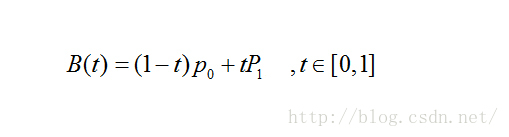 B(t) = (1−t)p₀ + tP₁ , t ∈ [0,1]
http://blog.csdn.net/